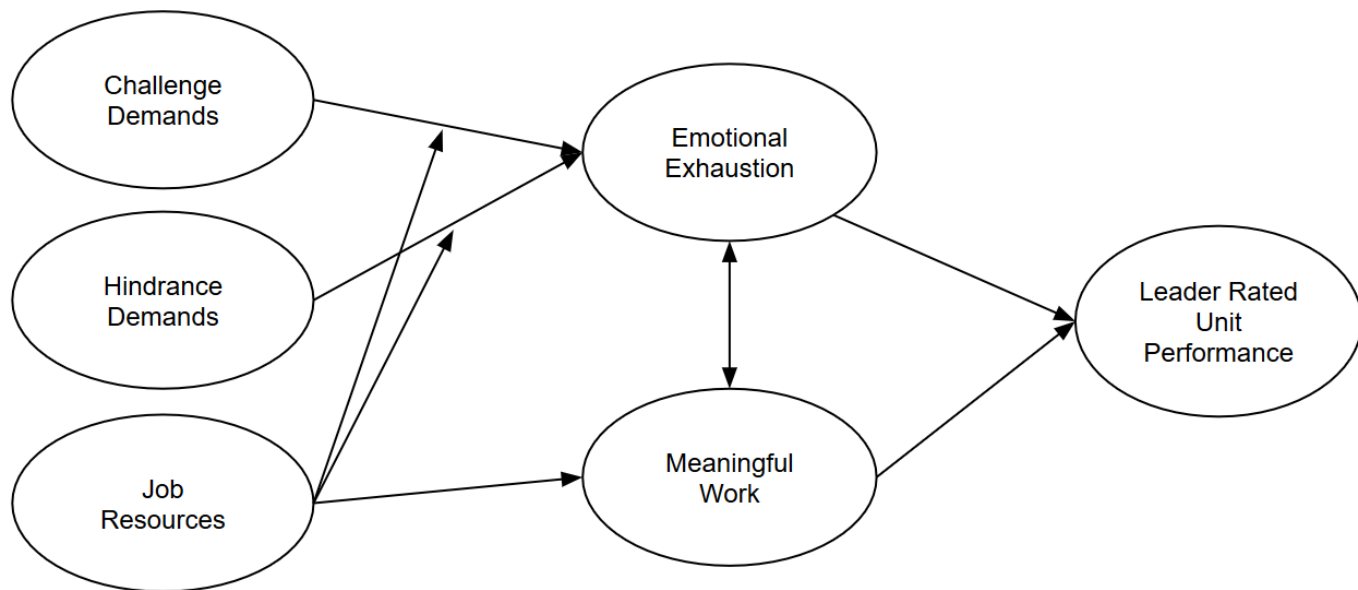 Challenge
Demands
Hindrance
Demands
Job
Resources
Emotional
Exhaustion
Meaningful
Work
Leader Rated
Unit
Performance